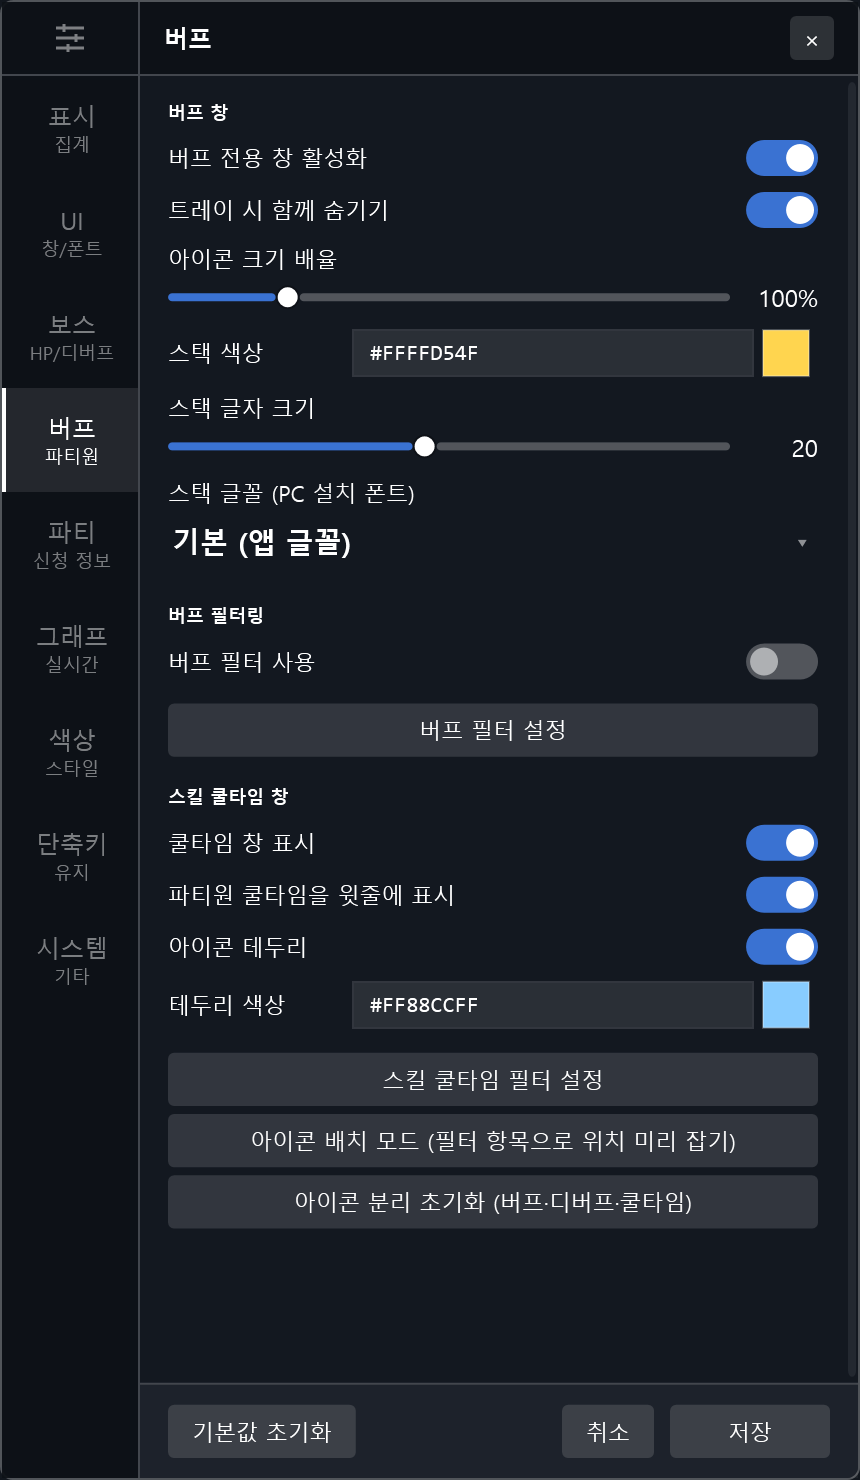 버프
×
표시
집계
UI
창/폰트
보스
HP/디버프
버프
파티원
파티
신청 정보
그래프
실시간
색상
스타일
단축키
유지
시스템
기타
버프 창
버프 전용 창 활성화
트레이 시 함께 숨기기
아이콘 크기 배율
100%
스택 색상
#FFFFD54F
스택 글자 크기
20
스택 글꼴 (PC 설치 폰트)
기본 (앱 글꼴)
버프 필터링
버프 필터 사용
버프 필터 설정
스킬 쿨타임 창
쿨타임 창 표시
파티원 쿨타임을 윗줄에 표시
아이콘 테두리
테두리 색상
#FF88CCFF
스킬 쿨타임 필터 설정
아이콘 배치 모드 (필터 항목으로 위치 미리 잡기)
아이콘 분리 초기화 (버프·디버프·쿨타임)
기본값 초기화
취소
저장